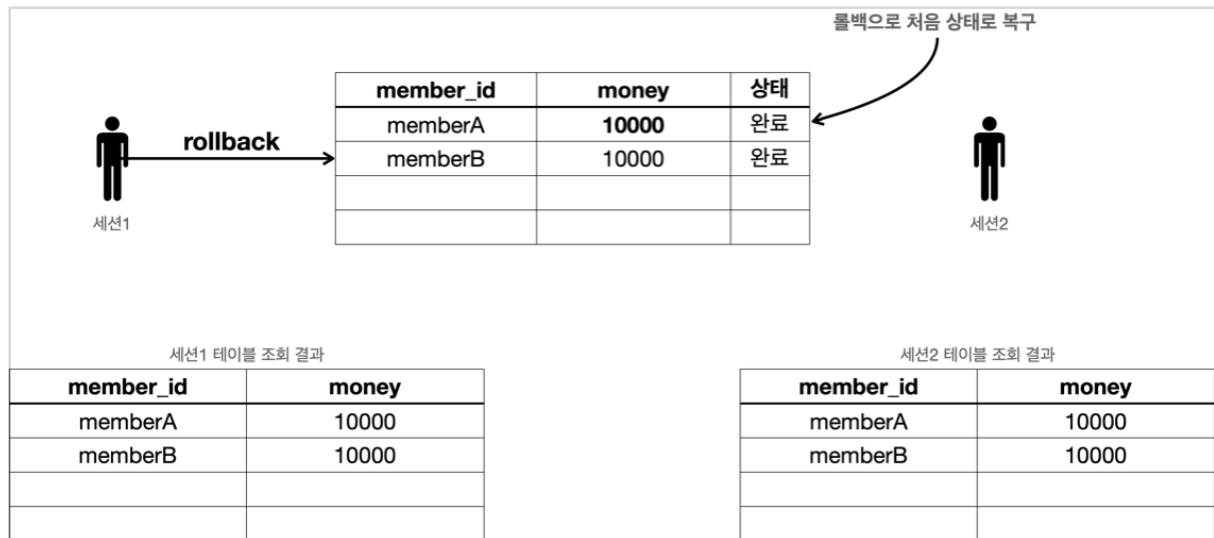 롤백으로 처음 상태로 복구
member_id money 상태
memberA 10000 완료
rollback
memberB 10000 완료
세션1
세션2
세션1 테이블 조회 결과
member_id money
memberA 10000
memberB 10000
세션2 테이블 조회 결과
member_id money
memberA 10000
memberB 10000